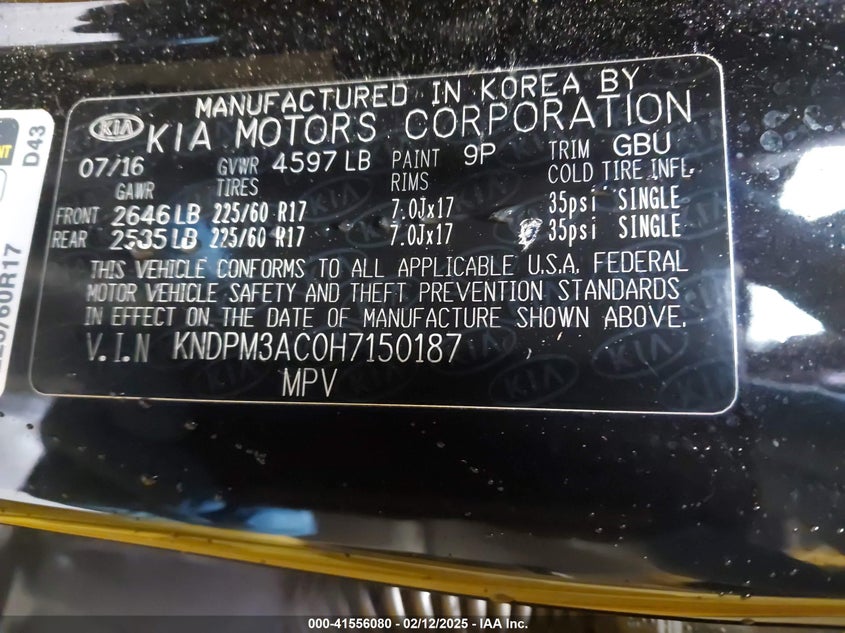 MANUFACTURED IN KOREA BY
KIA KIA MOTORS CORPORATION
07/16 GVWR 4597 LB PAINT 9P TRIM GBU
GAWR TIRES RIMS COLD TIRE INFL.
FRONT 2646 LB 225/60 R17 7.0Jx17 35psi SINGLE
REAR 2535 LB 225/60 R17 7.0Jx17 35psi SINGLE
THIS VEHICLE CONFORMS TO ALL APPLICABLE U.S.A. FEDERAL
MOTOR VEHICLE SAFETY AND THEFT PREVENTION STANDARDS
IN EFFECT ON THE DATE OF MANUFACTURE SHOWN ABOVE.
V.I.N KNDPM3AC0H7150187
MPV
D43
/60R17
000-41556080 - 02/12/2025 - IAA Inc.